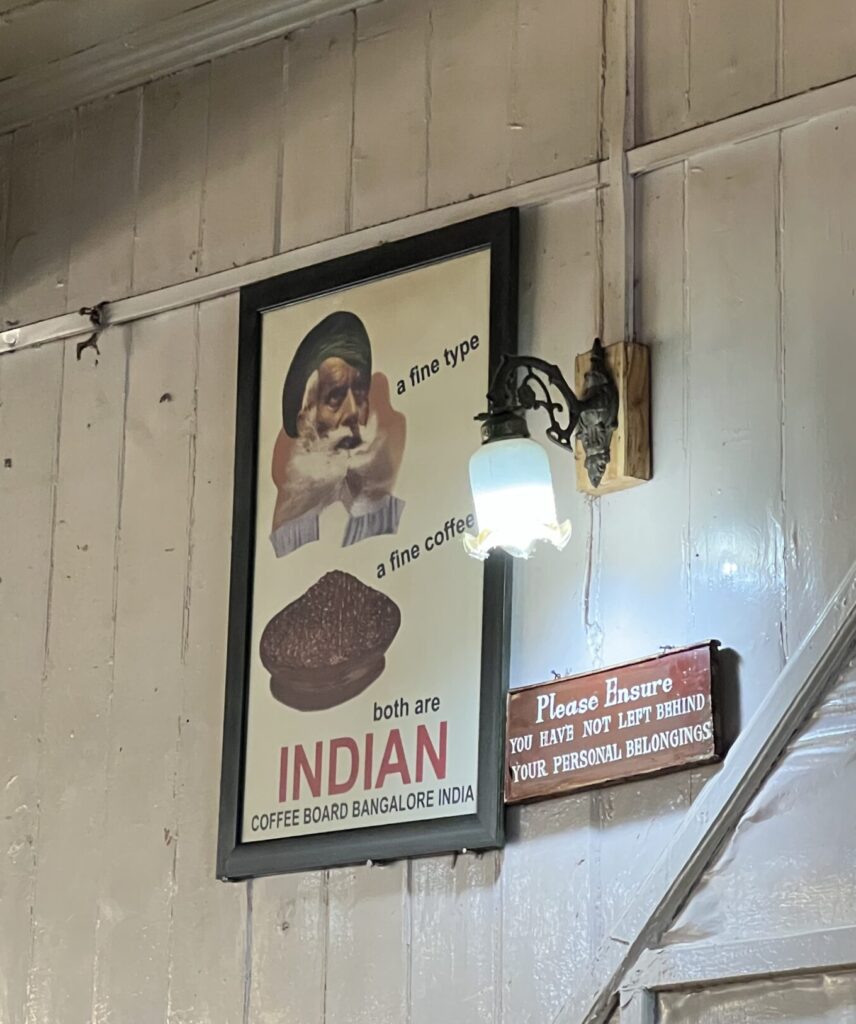 a fine type
a fine coffee
both are
INDIAN
COFFEE BOARD BANGALORE INDIA
Please Ensure
YOU HAVE NOT LEFT BEHIND
YOUR PERSONAL BELONGINGS